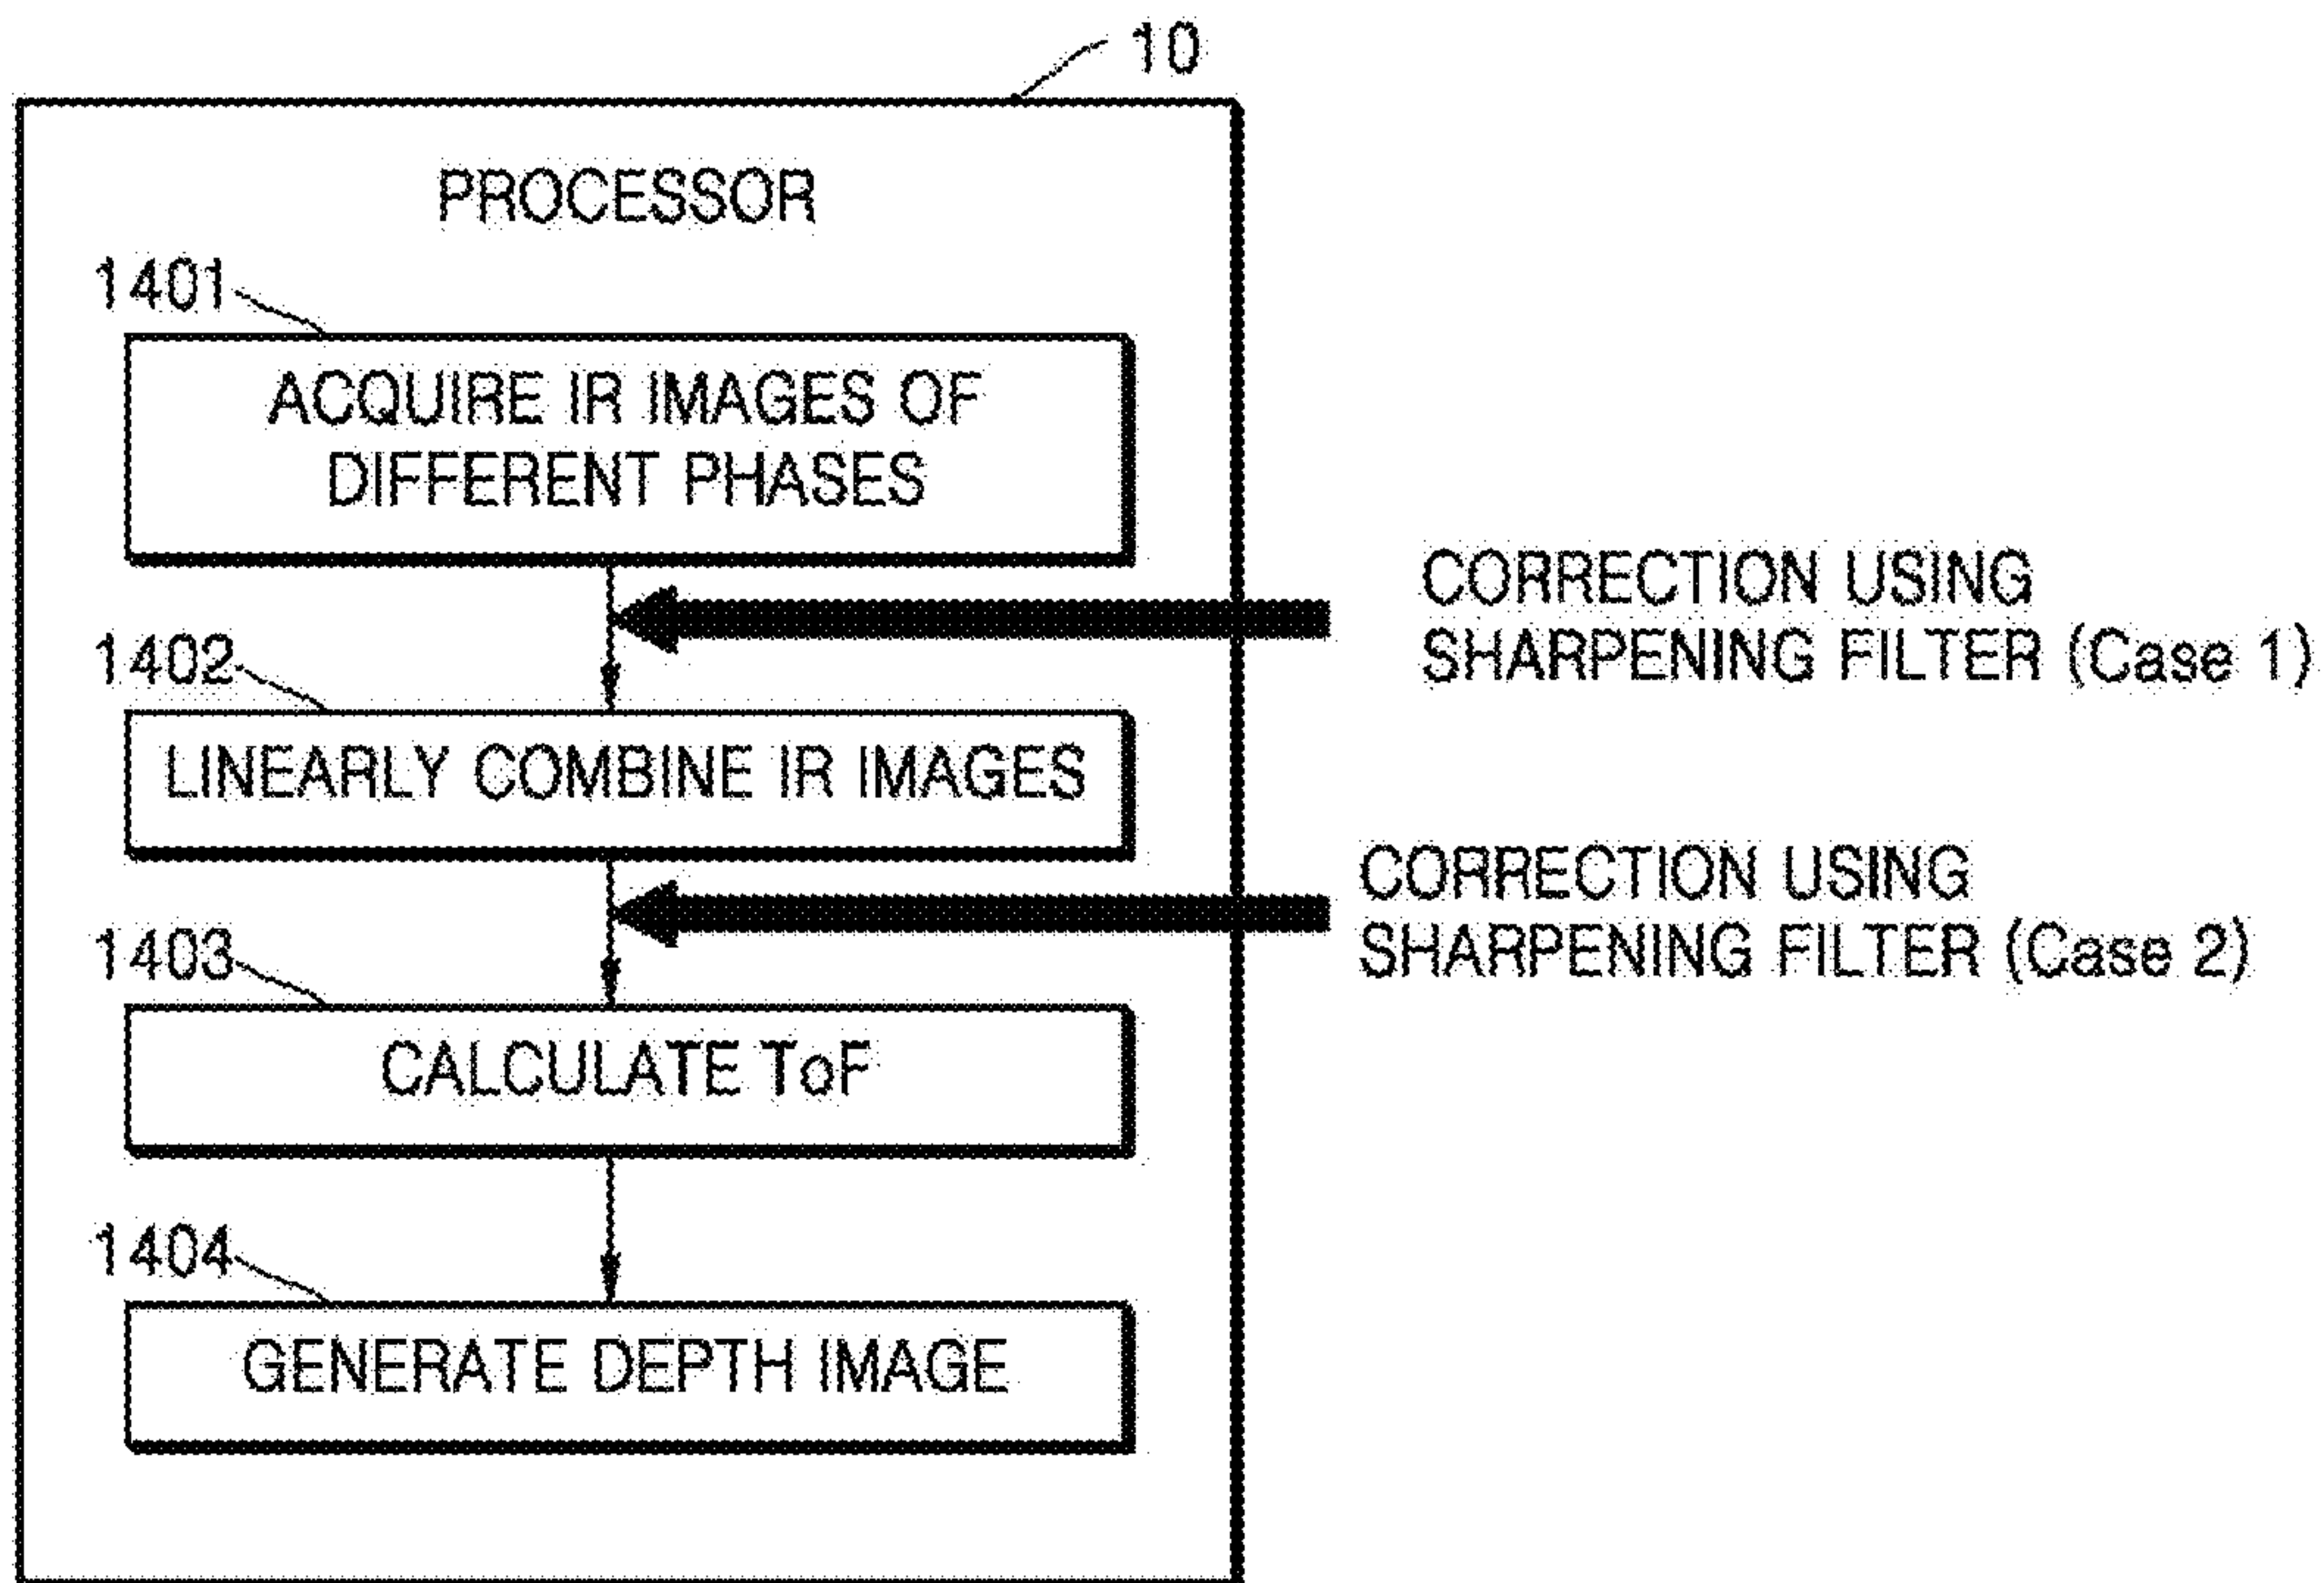 10
PROCESSOR
1401
ACQUIRE IR IMAGES OF
DIFFERENT PHASES
CORRECTION USING
SHARPENING FILTER (Case 1)
1402
LINEARLY COMBINE IR IMAGES
CORRECTION USING
SHARPENING FILTER (Case 2)
1403
CALCULATE ToF
1404
GENERATE DEPTH IMAGE